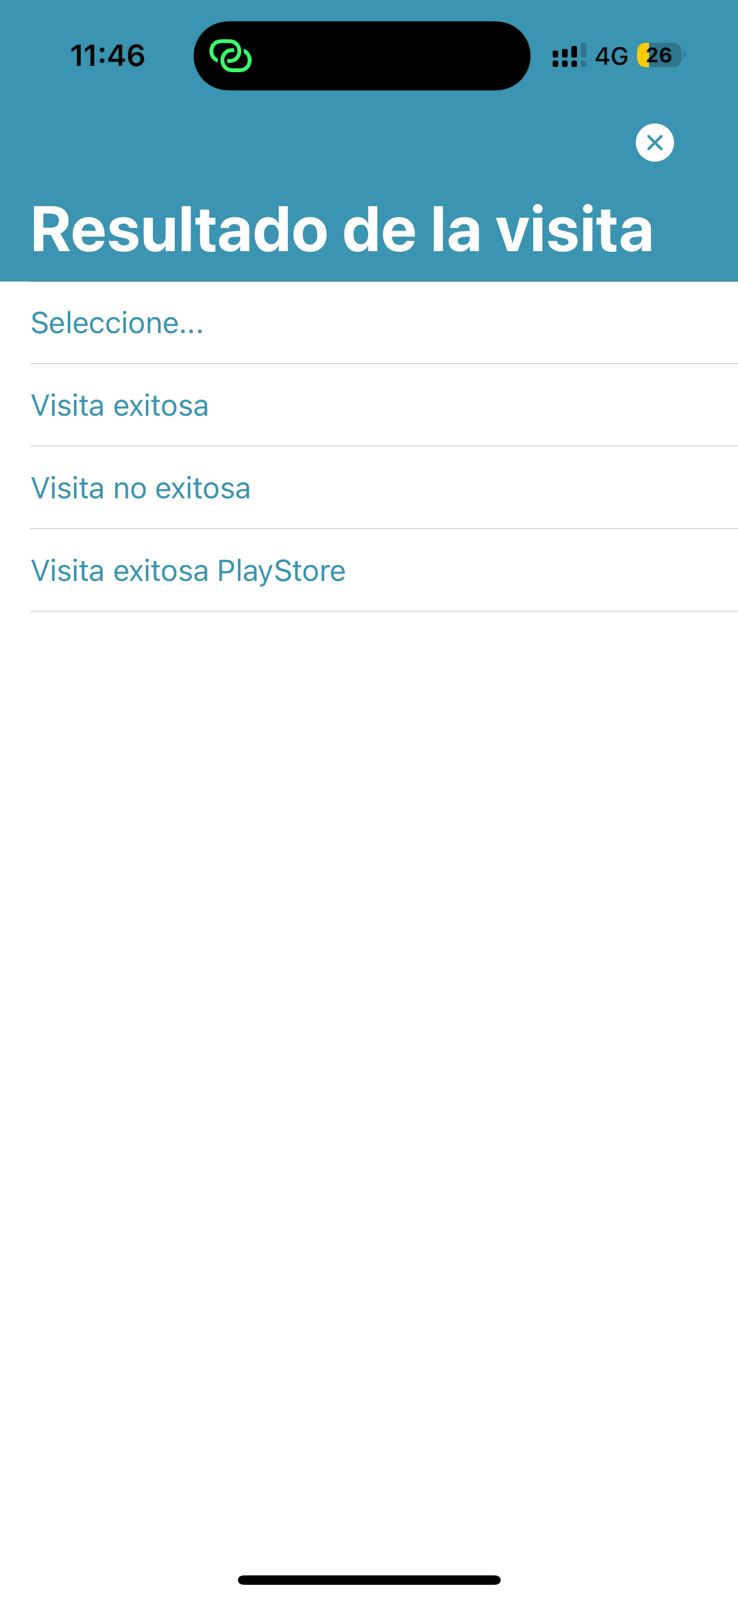 11:46
4G 26
Resultado de la visita
Seleccione...
Visita exitosa
Visita no exitosa
Visita exitosa PlayStore